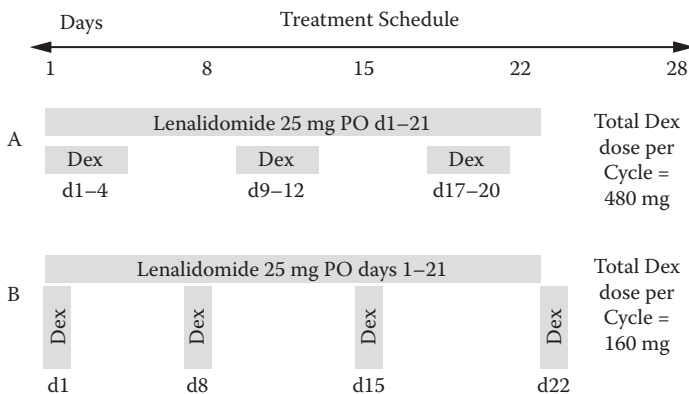 Days
Treatment Schedule
1 8 15 22 28
A
Lenalidomide 25 mg PO d1–21
Dex Dex Dex
d1–4 d9–12 d17–20
Total Dex
dose per
Cycle =
480 mg
B
Lenalidomide 25 mg PO days 1–21
Dex Dex Dex Dex
d1 d8 d15 d22
Total Dex
dose per
Cycle =
160 mg